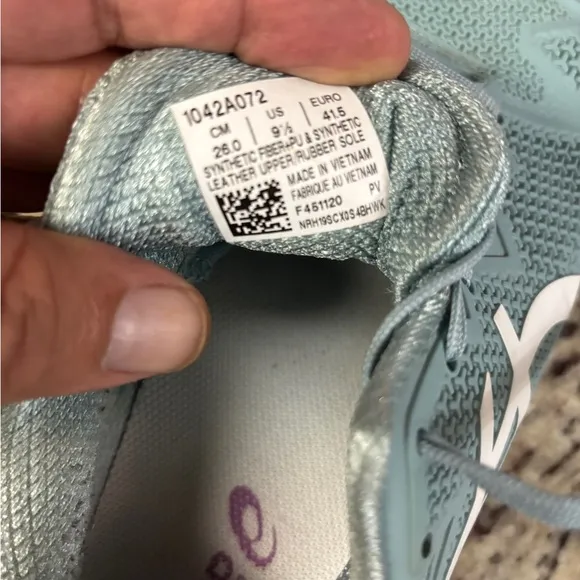 1042A072
CM US EURO
26.0 9½ 41.5
SYNTHETIC FIBER+PU & SYNTHETIC
LEATHER UPPER/RUBBER SOLE
MADE IN VIETNAM
FABRIQUE AU VIETNAM
F451120 PV
NRH19SCX0S4BHWK